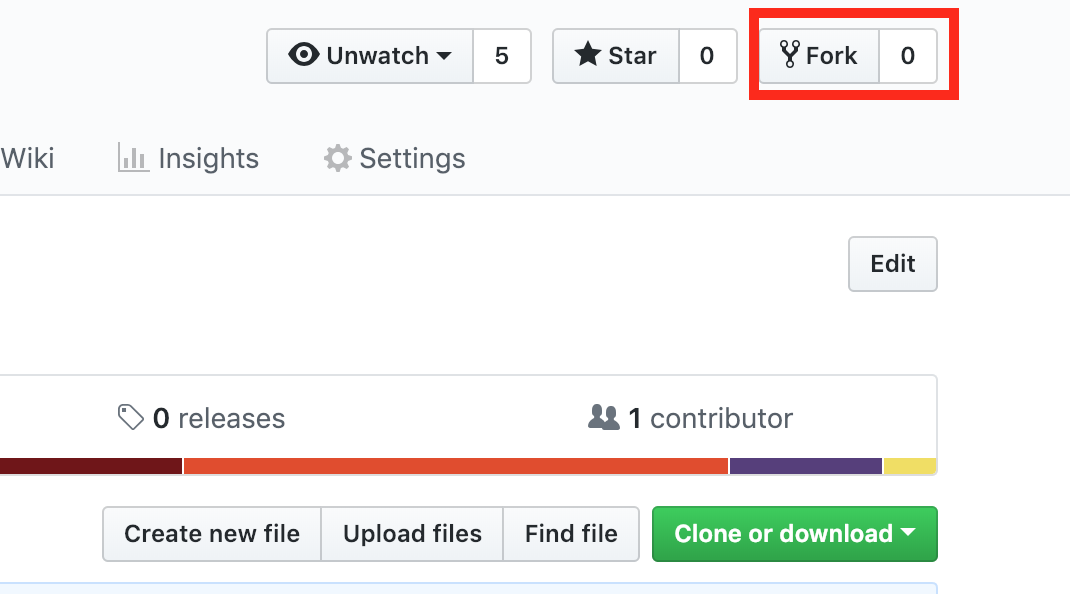 Unwatch 5 Star 0 Fork 0
Wiki Insights Settings
Edit
0 releases 1 contributor
Create new file Upload files Find file Clone or download